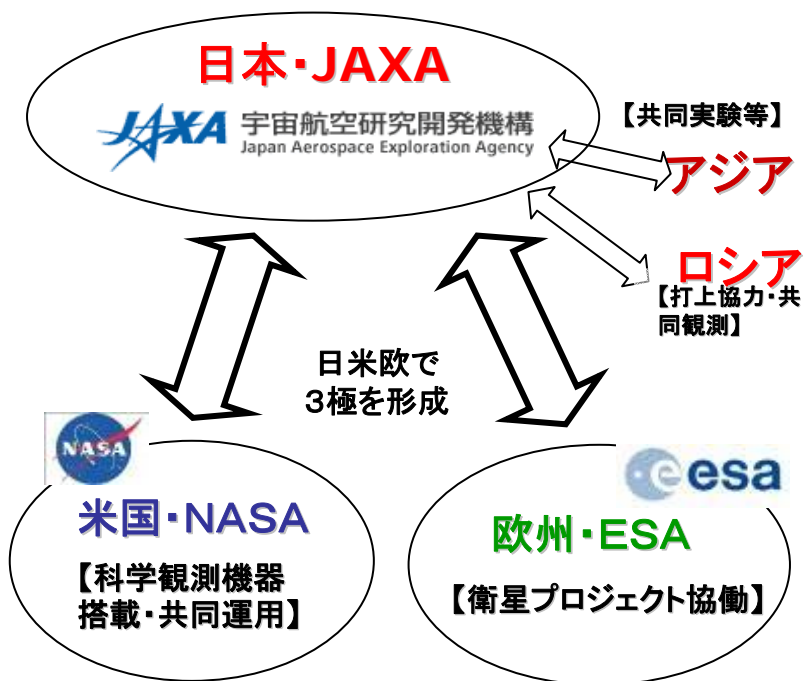 日本・JAXA
JAXA 宇宙航空研究開発機構
Japan Aerospace Exploration Agency
【共同実験等】
アジア
ロシア
【打上協力・共
同観測】
日米欧で
３極を形成
NASA
米国・NASA
【科学観測機器
搭載・共同運用】
esa
欧州・ESA
【衛星プロジェクト協働】